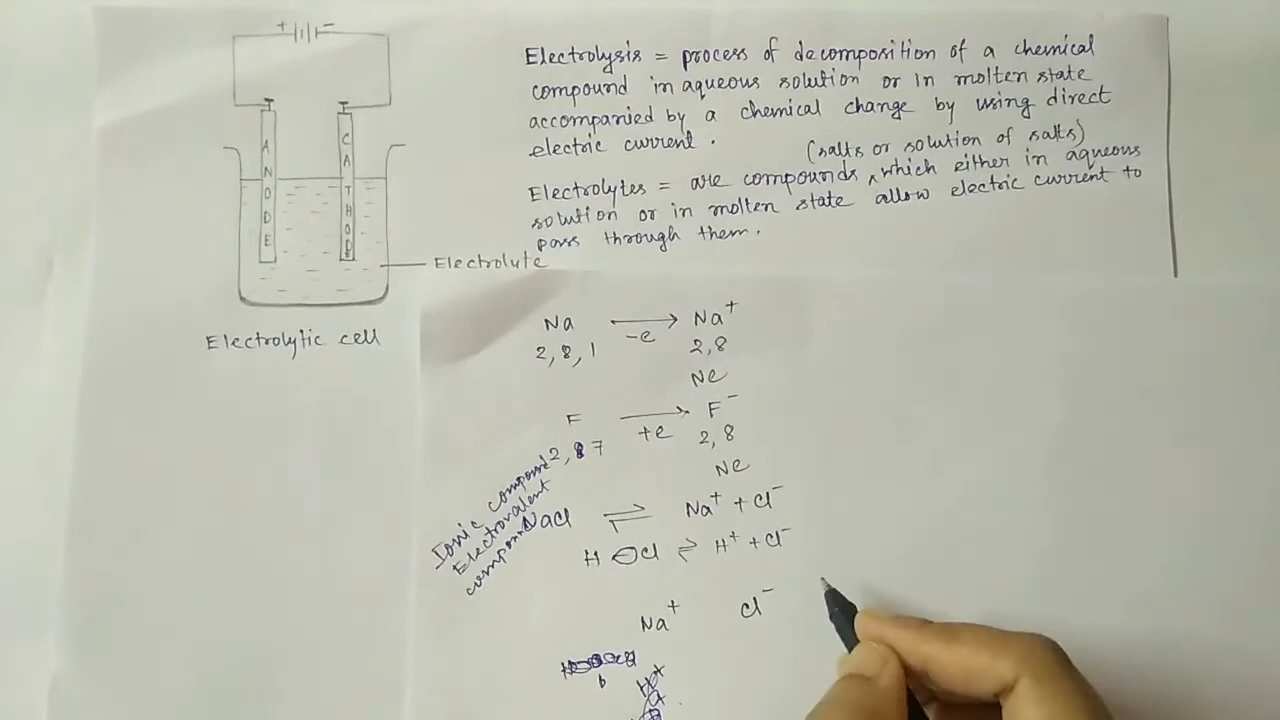 + −
A N O D E
C A T H O D E
Electrolyte
Electrolytic cell
Electrolysis = process of decomposition of a chemical
compound in aqueous solution or in molten state
accompanied by a chemical change by using direct
electric current.
(salts or solution of salts)
Electrolytes = are compounds ^ which either in aqueous
solution or in molten state allow electric current to
pass through them.
Na ⟶ Na⁺
−e
2, 8, 1 2, 8
Ne
F ⟶ F⁻
+e
2, 7 2, 8
Ne
Ionic compound
Electrovalent
compound
NaCl ⇌ Na⁺ + Cl⁻
H Cl ⇌ H⁺ + Cl⁻
Na⁺ Cl⁻